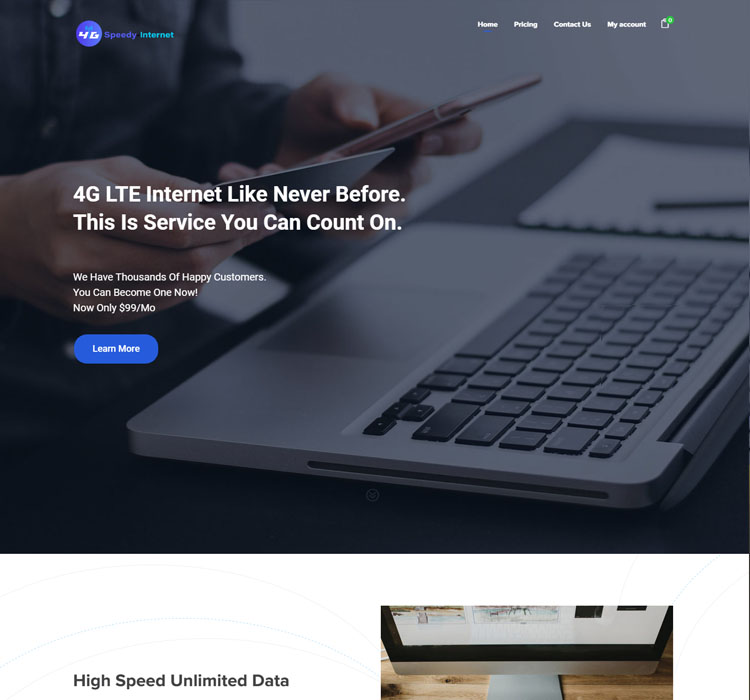 4G Speedy Internet
Home Pricing Contact Us My account 0
4G LTE Internet Like Never Before.
This Is Service You Can Count On.
We Have Thousands Of Happy Customers.
You Can Become One Now!
Now Only $99/Mo
Learn More
High Speed Unlimited Data